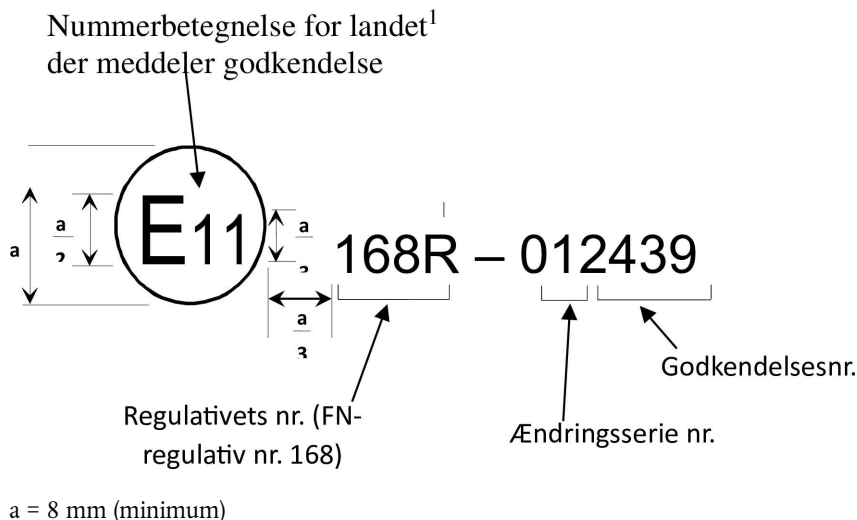 Nummerbetegnelse for landet¹
der meddeler godkendelse
E11
a
a
2
a
a
3
168R – 012439
Godkendelsesnr.
Regulativets nr. (FN-
regulativ nr. 168)
Ændringsserie nr.
a = 8 mm (minimum)